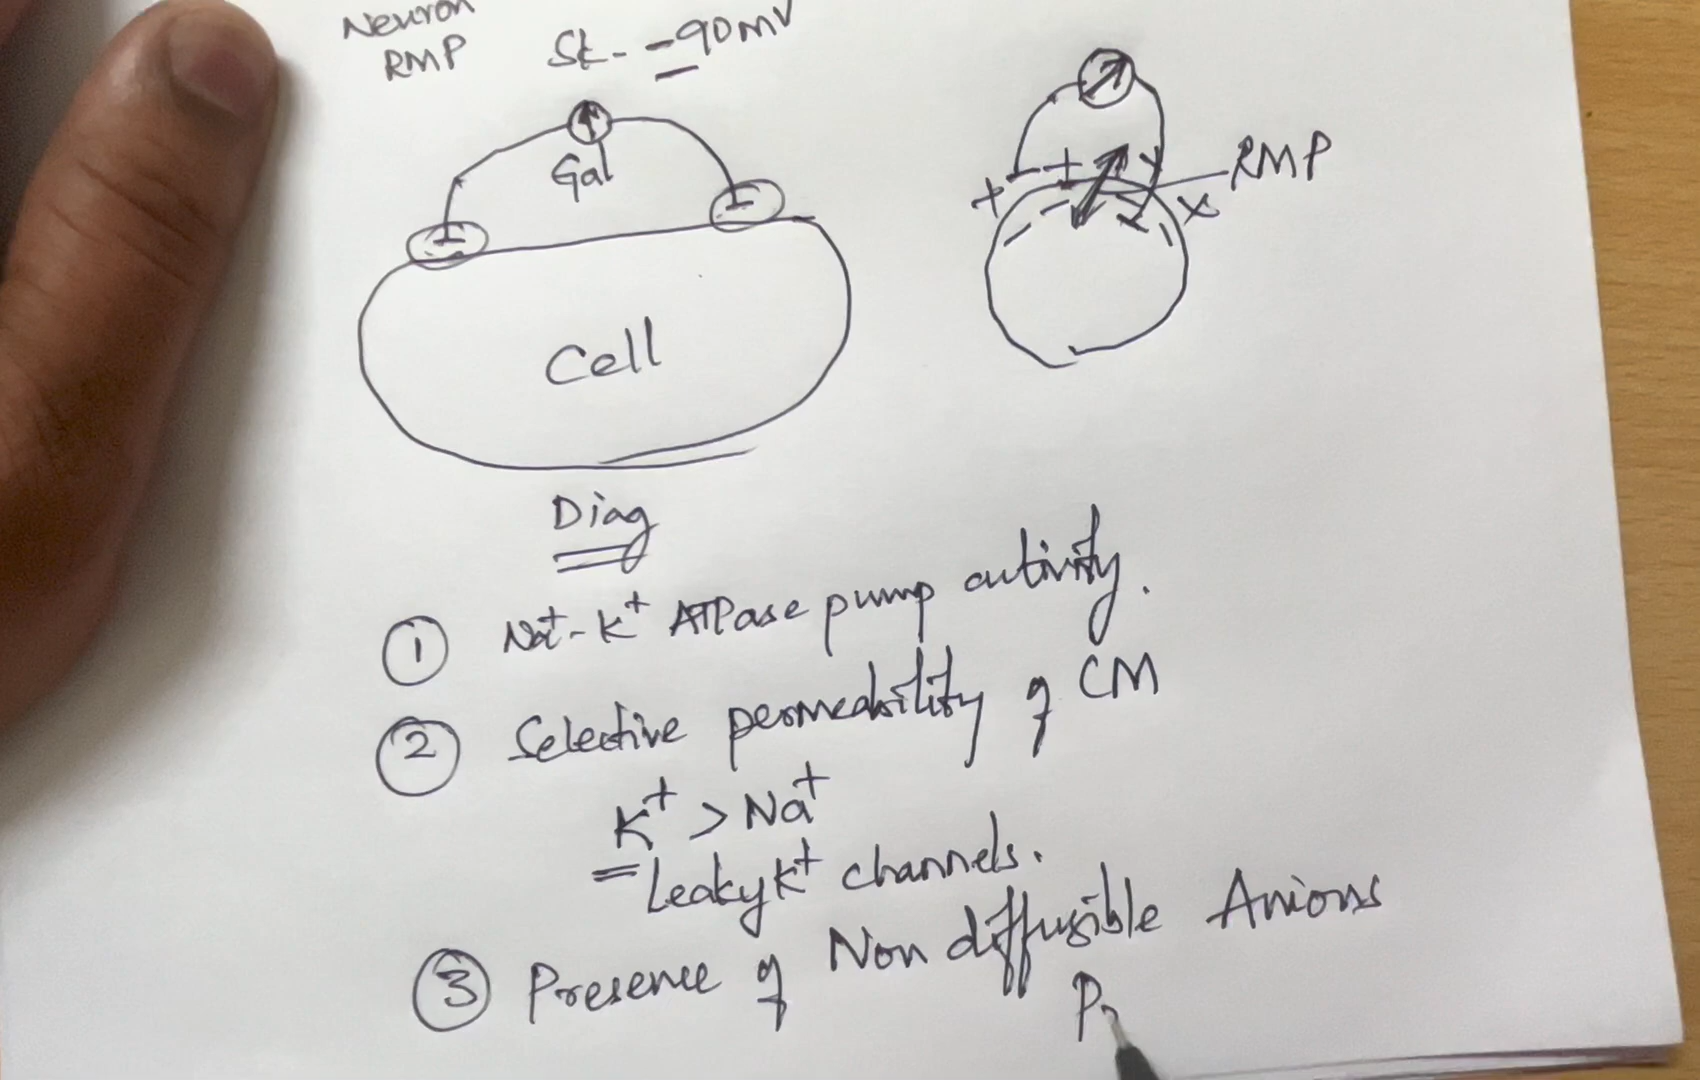 Neuron
RMP
Sk- -90mV
Gal
+ - +
RMP
+ x
Cell
Diag
① Na+- K+ ATPase pump activity.
② Selective permeability of CM
K+ > Na+
= Leaky K+ channels.
③ Presence of Non diffusible Anions
Pr